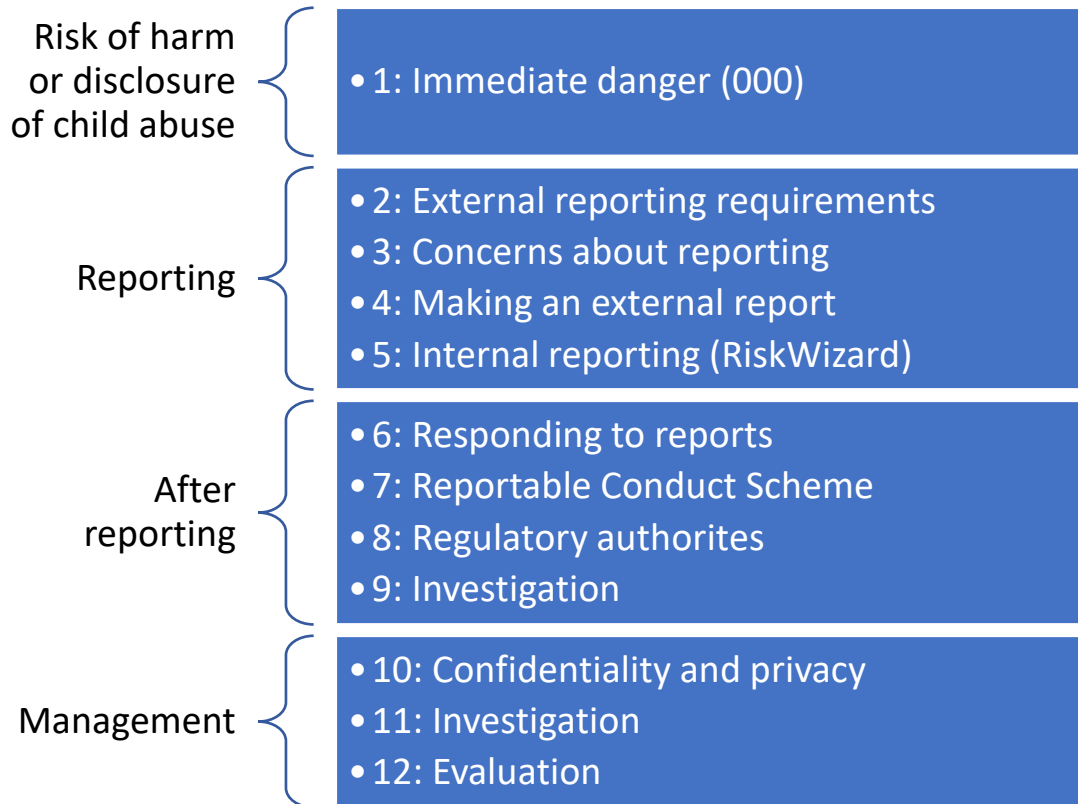 Risk of harm
or disclosure
of child abuse
• 1: Immediate danger (000)
Reporting
• 2: External reporting requirements
• 3: Concerns about reporting
• 4: Making an external report
• 5: Internal reporting (RiskWizard)
After
reporting
• 6: Responding to reports
• 7: Reportable Conduct Scheme
• 8: Regulatory authorites
• 9: Investigation
Management
• 10: Confidentiality and privacy
• 11: Investigation
• 12: Evaluation